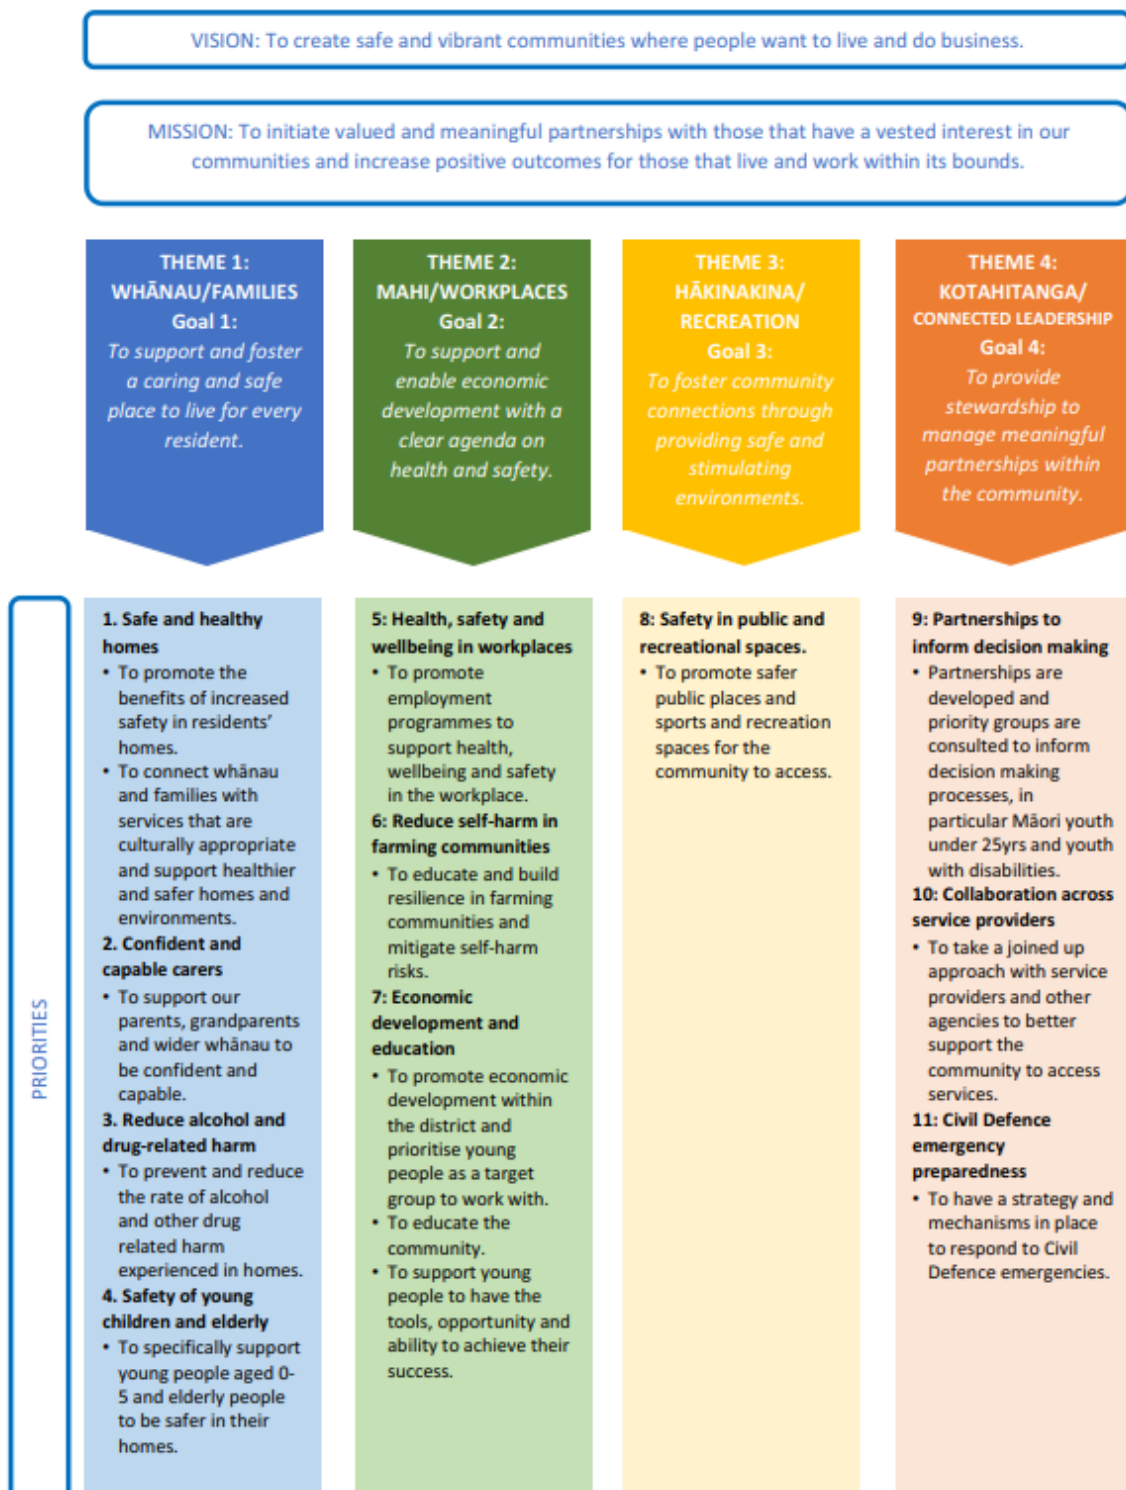 VISION: To create safe and vibrant communities where people want to live and do business.
MISSION: To initiate valued and meaningful partnerships with those that have a vested interest in our
communities and increase positive outcomes for those that live and work within its bounds.
THEME 1:
WHĀNAU/FAMILIES
Goal 1:
To support and foster
a caring and safe
place to live for every
resident.
THEME 2:
MAHI/WORKPLACES
Goal 2:
To support and
enable economic
development with a
clear agenda on
health and safety.
THEME 3:
HĀKINAKINA/
RECREATION
Goal 3:
To foster community
connections through
providing safe and
stimulating
environments.
THEME 4:
KOTAHITANGA/
CONNECTED LEADERSHIP
Goal 4:
To provide
stewardship to
manage meaningful
partnerships within
the community.
PRIORITIES
1. Safe and healthy
homes
• To promote the
benefits of increased
safety in residents'
homes.
• To connect whānau
and families with
services that are
culturally appropriate
and support healthier
and safer homes and
environments.
2. Confident and
capable carers
• To support our
parents, grandparents
and wider whānau to
be confident and
capable.
3. Reduce alcohol and
drug-related harm
• To prevent and reduce
the rate of alcohol
and other drug
related harm
experienced in homes.
4. Safety of young
children and elderly
• To specifically support
young people aged 0-
5 and elderly people
to be safer in their
homes.
5: Health, safety and
wellbeing in workplaces
• To promote
employment
programmes to
support health,
wellbeing and safety
in the workplace.
6: Reduce self-harm in
farming communities
• To educate and build
resilience in farming
communities and
mitigate self-harm
risks.
7: Economic
development and
education
• To promote economic
development within
the district and
prioritise young
people as a target
group to work with.
• To educate the
community.
• To support young
people to have the
tools, opportunity and
ability to achieve their
success.
8: Safety in public and
recreational spaces.
• To promote safer
public places and
sports and recreation
spaces for the
community to access.
9: Partnerships to
inform decision making
• Partnerships are
developed and
priority groups are
consulted to inform
decision making
processes, in
particular Māori youth
under 25yrs and youth
with disabilities.
10: Collaboration across
service providers
• To take a joined up
approach with service
providers and other
agencies to better
support the
community to access
services.
11: Civil Defence
emergency
preparedness
• To have a strategy and
mechanisms in place
to respond to Civil
Defence emergencies.